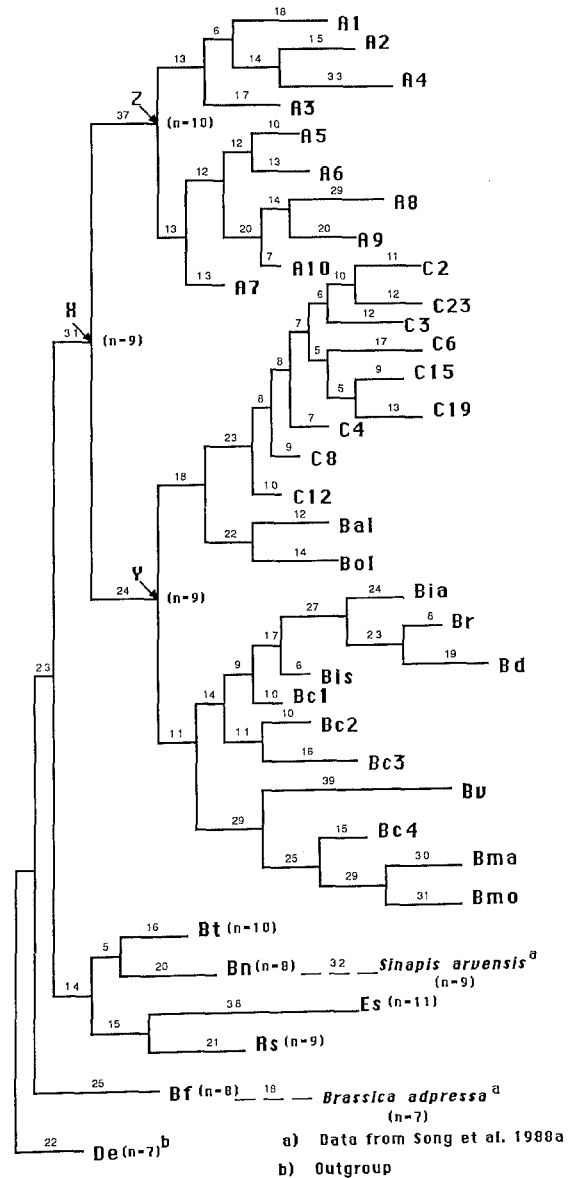 18
A1
6
15
A2
13
14
33
A4
Z
17
A3
37
(n=10)
10
A5
12
13
A6
12
14
29
A8
13
20
20
A9
7
A10
13
A7
11
C2
10
12
C23
6
12
C3
7
17
C6
X
5
9
C15
31
(n=9)
8
5
13
C19
8
7
C4
23
9
C8
18
10
C12
12
Bal
22
14
Bol
Y
24
(n=9)
24
Bia
27
8
Br
17
23
19
Bd
9
6
Bis
14
10
Bc1
10
Bc2
11
11
16
Bc3
23
39
Bv
29
15
Bc4
25
30
Bma
29
31
Bmo
16
Bt (n=10)
5
20
Bn (n=8) 32 Sinapis arvensis a
(n=9)
14
38
Es (n=11)
15
21
Rs (n=9)
25
Bf (n=8) 18 Brassica adpressa a
(n=7)
22
De (n=7) b
a) Data from Song et al. 1988a
b) Outgroup